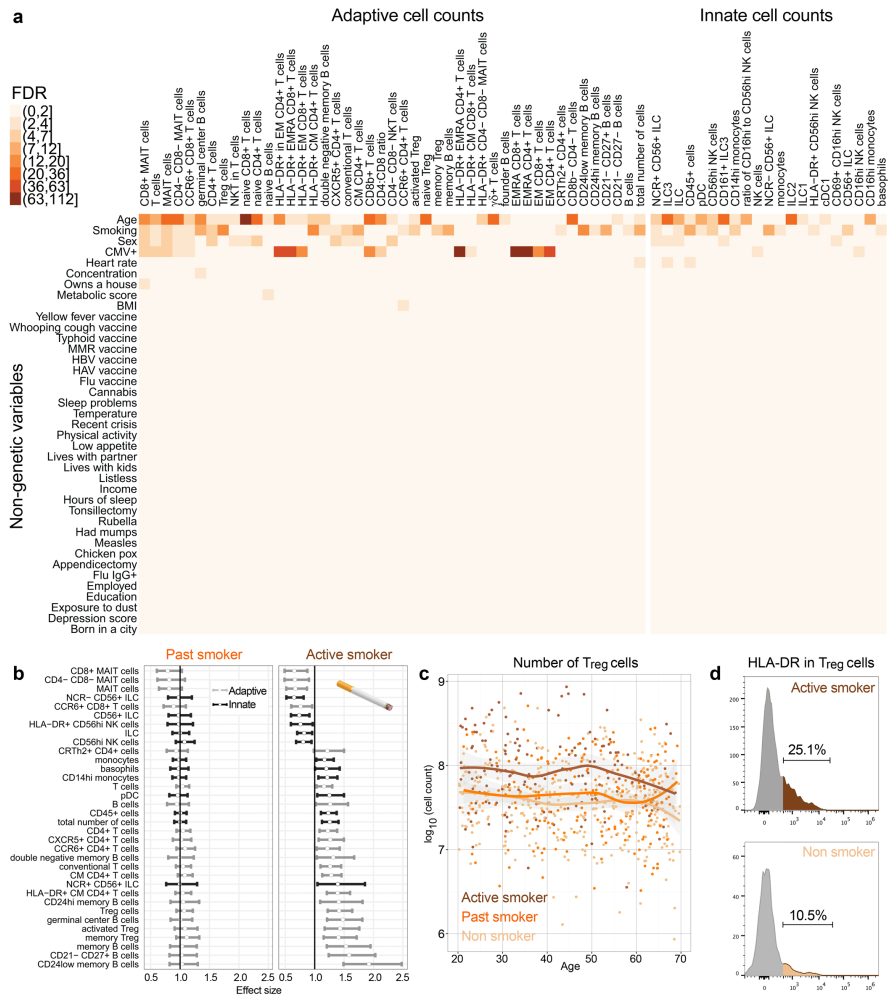 a
Adaptive cell counts
Innate cell counts
FDR
(0,2]
(2,4]
(4,7]
(7,12]
(12,20]
(20,36]
(36,63]
(63,112]
CD8+ MAIT cells
T cells
MAIT cells
CD4− CD8− MAIT cells
CCR6+ CD8+ T cells
germinal center B cells
CD4+ T cells
Treg cells
NKT in T cells
naive CD8+ T cells
naive CD4+ T cells
naive B cells
HLA−DR in EM CD4+ T cells
HLA−DR+ EMRA CD8+ T cells
HLA−DR+ EM CD8+ T cells
HLA−DR+ CM CD4+ T cells
double negative memory B cells
CXCR5+ CD4+ T cells
conventional T cells
CM CD4+ T cells
CD8b+ T cells
CD4:CD8 ratio
CD4− CD8− NKT cells
CCR6+ CD4+ T cells
activated Treg
naive Treg
memory Treg
memory B cells
HLA−DR+ EMRA CD4+ T cells
HLA−DR+ CM CD8+ T cells
HLA−DR+ CD4− CD8− MAIT cells
γδ+ T cells
founder B cells
EMRA CD8+ T cells
EMRA CD4+ T cells
EM CD8+ T cells
EM CD4+ T cells
CRTh2+ CD4+ cells
CD8b− CD4− T cells
CD24low memory B cells
CD24hi memory B cells
CD21− CD27+ B cells
CD21− CD27− B cells
B cells
total number of cells
NCR+ CD56+ ILC
ILC3
ILC
CD45+ cells
pDC
CD56hi NK cells
CD161+ ILC3
CD14hi monocytes
ratio of CD16hi to CD56hi NK cells
NK cells
NCR− CD56+ ILC
monocytes
ILC2
ILC1
HLA−DR+ CD56hi NK cells
cDC1
CD69+ CD16hi NK cells
CD56+ ILC
CD16hi NK cells
CD16hi monocytes
basophils
Non-genetic variables
Age
Smoking
Sex
CMV+
Heart rate
Concentration
Owns a house
Metabolic score
BMI
Yellow fever vaccine
Whooping cough vaccine
Typhoid vaccine
MMR vaccine
HBV vaccine
HAV vaccine
Flu vaccine
Cannabis
Sleep problems
Temperature
Recent crisis
Physical activity
Low appetite
Lives with partner
Lives with kids
Listless
Income
Hours of sleep
Tonsillectomy
Rubella
Had mumps
Measles
Chicken pox
Appendicectomy
Flu IgG+
Employed
Education
Exposure to dust
Depression score
Born in a city
b
Past smoker
Active smoker
Adaptive
Innate
CD8+ MAIT cells
CD4− CD8− MAIT cells
MAIT cells
NCR− CD56+ ILC
CCR6+ CD8+ T cells
CD56+ ILC
HLA−DR+ CD56hi NK cells
ILC
CD56hi NK cells
CRTh2+ CD4+ cells
monocytes
basophils
CD14hi monocytes
T cells
pDC
B cells
CD45+ cells
total number of cells
CD4+ T cells
CXCR5+ CD4+ T cells
CCR6+ CD4+ T cells
double negative memory B cells
conventional T cells
CM CD4+ T cells
NCR+ CD56+ ILC
HLA−DR+ CM CD4+ T cells
CD24hi memory B cells
Treg cells
germinal center B cells
activated Treg
memory Treg
memory B cells
CD21− CD27+ B cells
CD24low memory B cells
0.5 1.0 1.5 2.0 2.5 0.5 1.0 1.5 2.0 2.5
Effect size
c
Number of Treg cells
log10 (cell count)
9
8
7
6
Active smoker
Past smoker
Non smoker
20 30 40 50 60 70
Age
d
HLA-DR in Treg cells
Active smoker
200
150
100
50
0
25.1%
0 10³ 10⁴ 10⁵ 10⁶
Non smoker
60
40
20
0
10.5%
0 10³ 10⁴ 10⁵ 10⁶